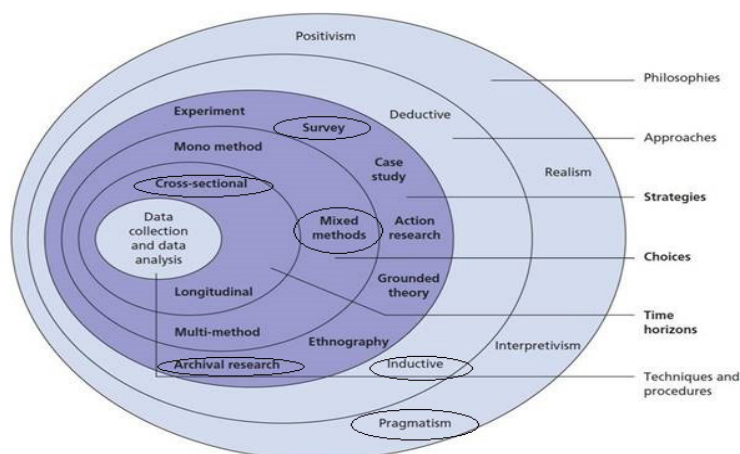 Positivism
Philosophies
Experiment
Deductive
Survey
Approaches
Mono method
Case
study
Realism
Cross-sectional
Strategies
Data
collection
and data
analysis
Mixed
methods
Action
research
Choices
Grounded
theory
Longitudinal
Time
horizons
Multi-method
Ethnography
Interpretivism
Archival research
Inductive
Techniques and
procedures
Pragmatism